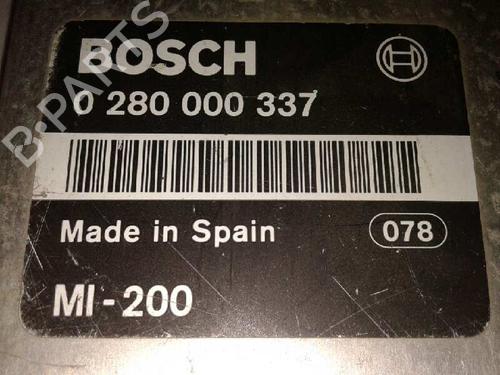 BOSCH
0 280 000 337
Made in Spain
078
MI-200
B-PARTS